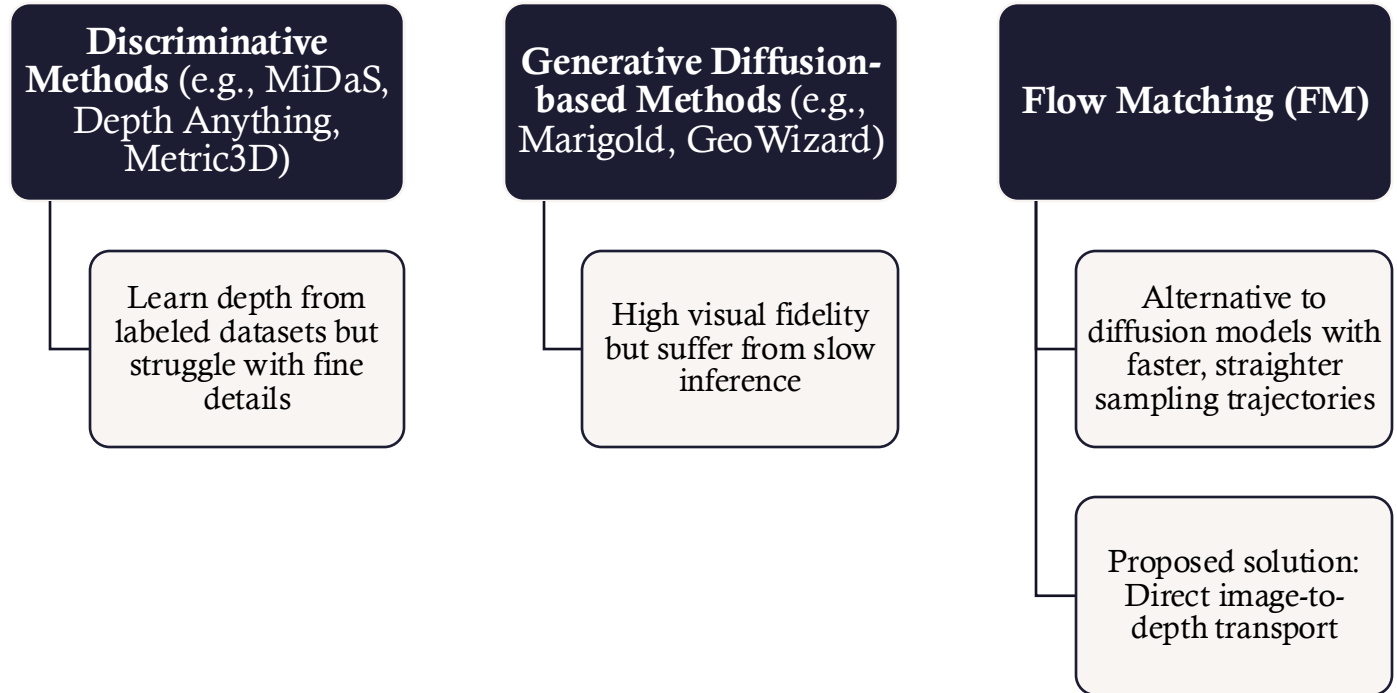 Discriminative
Methods (e.g., MiDaS,
Depth Anything,
Metric3D)
Learn depth from
labeled datasets but
struggle with fine
details
Generative Diffusion-
based Methods (e.g.,
Marigold, GeoWizard)
High visual fidelity
but suffer from slow
inference
Flow Matching (FM)
Alternative to
diffusion models with
faster, straighter
sampling trajectories
Proposed solution:
Direct image-to-
depth transport